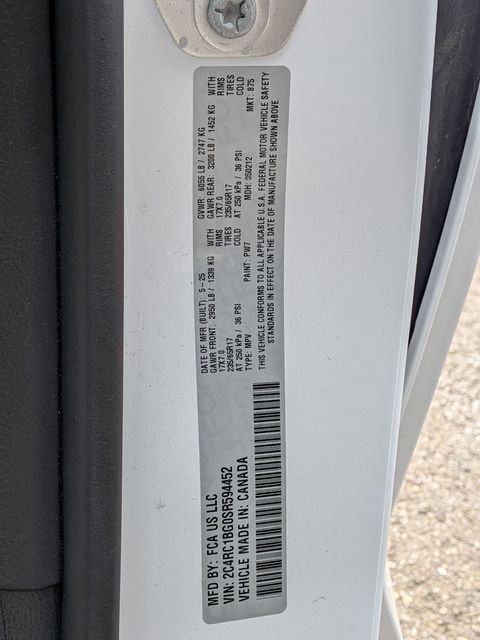 MFD BY: FCA US LLC
VIN: 2C4RC1BG0SR594452
VEHICLE MADE IN: CANADA
DATE OF MFR (BUILT): 5-25 GVWR: 6055 LB / 2747 KG
GAWR FRONT: 2950 LB / 1339 KG WITH GAWR REAR: 3200 LB / 1452 KG WITH
17X7.0 RIMS 17X7.0 RIMS
235/65R17 TIRES 235/65R17 TIRES
AT 250 kPa / 36 PSI COLD AT 250 kPa / 36 PSI COLD
TYPE: MPV PAINT: PW7 MDH: 050212 MKT: 875
THIS VEHICLE CONFORMS TO ALL APPLICABLE U.S.A. FEDERAL MOTOR VEHICLE SAFETY
STANDARDS IN EFFECT ON THE DATE OF MANUFACTURE SHOWN ABOVE.